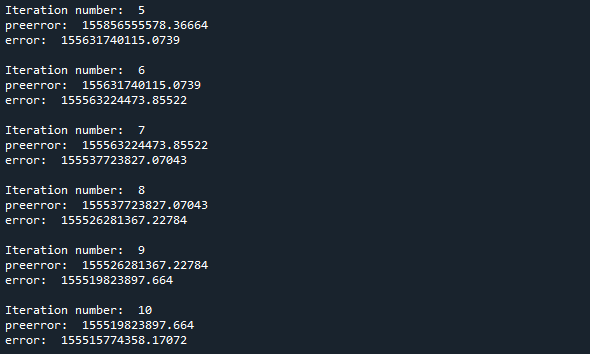 Iteration number:  5
preerror:  155856555578.36664
error:  155631740115.0739
Iteration number:  6
preerror:  155631740115.0739
error:  155563224473.85522
Iteration number:  7
preerror:  155563224473.85522
error:  155537723827.07043
Iteration number:  8
preerror:  155537723827.07043
error:  155526281367.22784
Iteration number:  9
preerror:  155526281367.22784
error:  155519823897.664
Iteration number:  10
preerror:  155519823897.664
error:  155515774358.17072